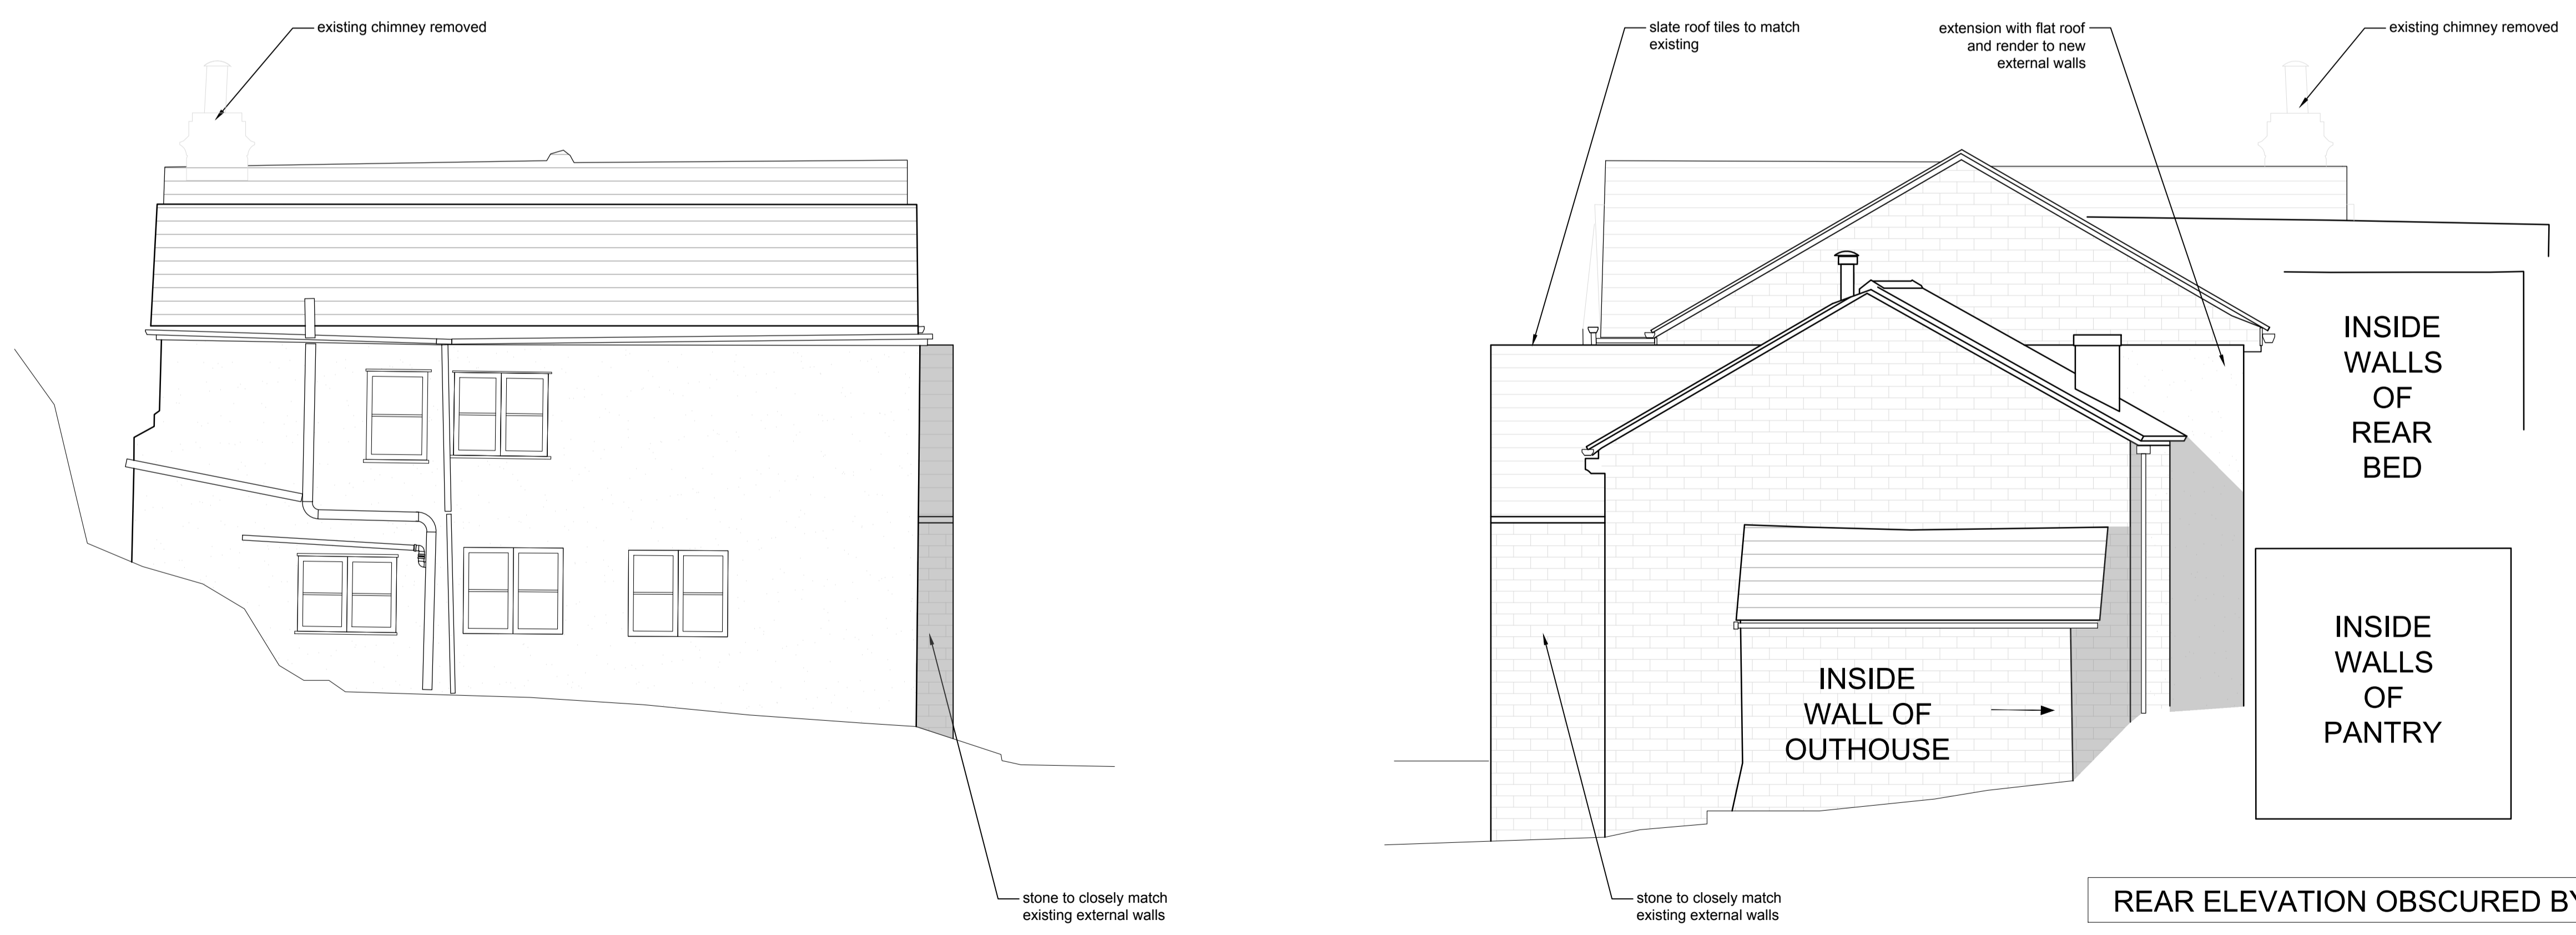 existing chimney removed
slate roof tiles to match
existing
extension with flat roof
and render to new
external walls
existing chimney removed
INSIDE
WALLS
OF
REAR
BED
INSIDE
WALLS
OF
PANTRY
INSIDE
WALL OF
OUTHOUSE
stone to closely match
existing external walls
stone to closely match
existing external walls
REAR ELEVATION OBSCURED BY